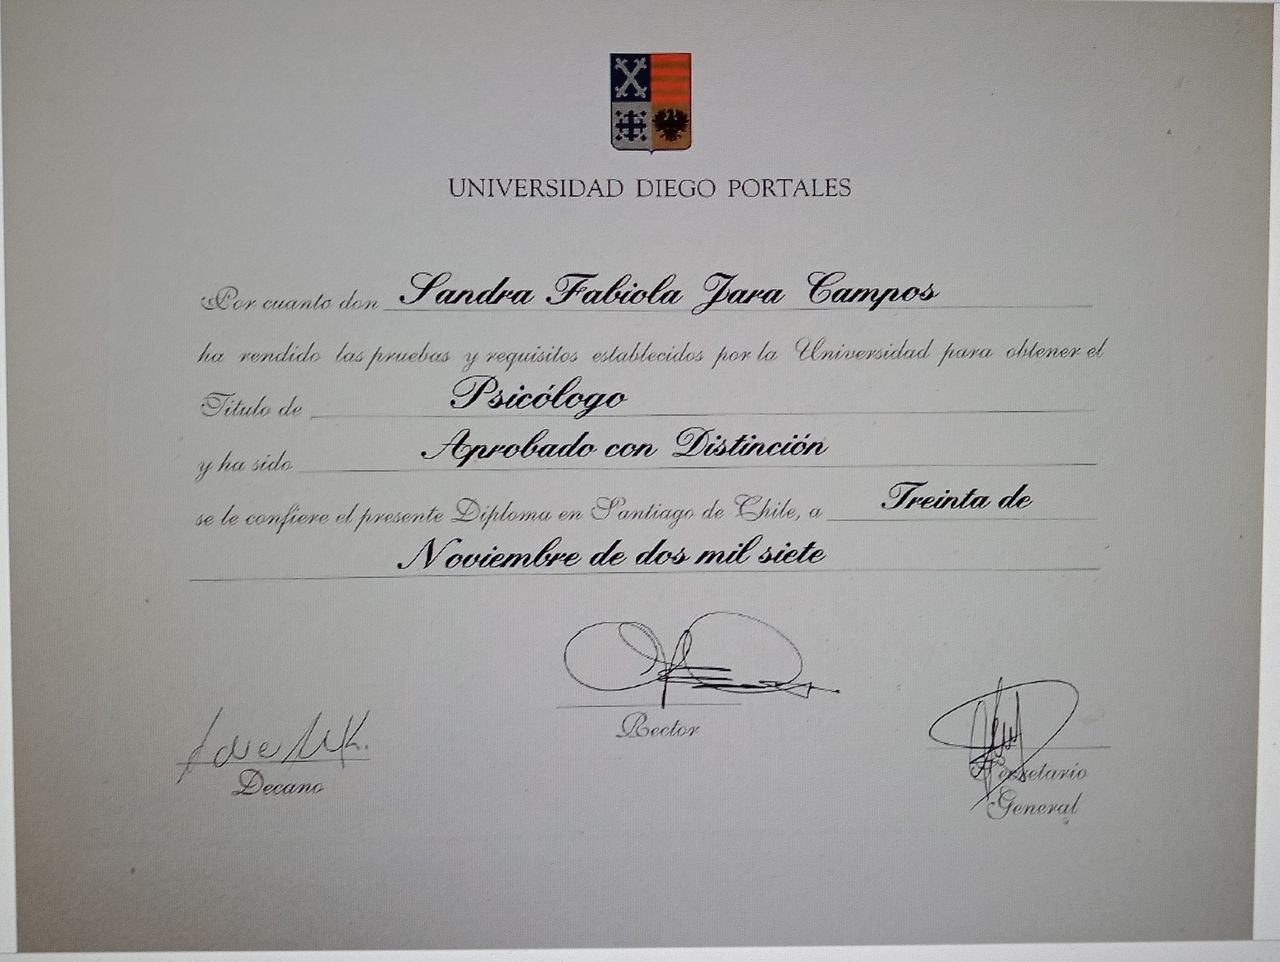 UNIVERSIDAD DIEGO PORTALES
Por cuanto don Sandra Fabiola Jara Campos
ha rendido las pruebas y requisitos establecidos por la Universidad para obtener el
Título de Psicólogo
y ha sido Aprobado con Distinción
se le confiere el presente Diploma en Santiago de Chile, a Treinta de
Noviembre de dos mil siete
Rector
Decano
Secretario
General